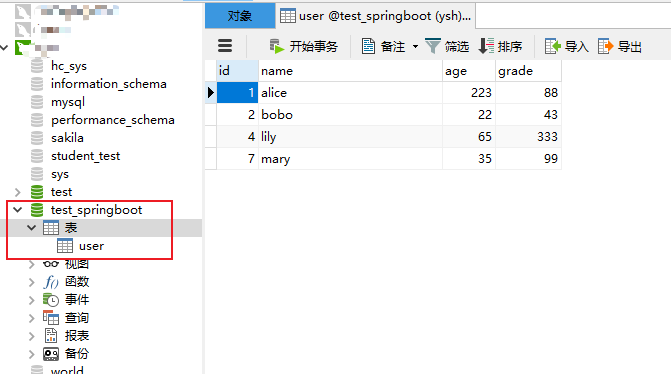 对象
user @test_springboot (ysh)...
开始事务
备注
筛选
排序
导入
导出
id name age grade
1 alice 223 88
2 bobo 22 43
4 lily 65 333
7 mary 35 99
hc_sys
information_schema
mysql
performance_schema
sakila
student_test
sys
test
test_springboot
表
user
视图
f() 函数
事件
查询
报表
备份
world